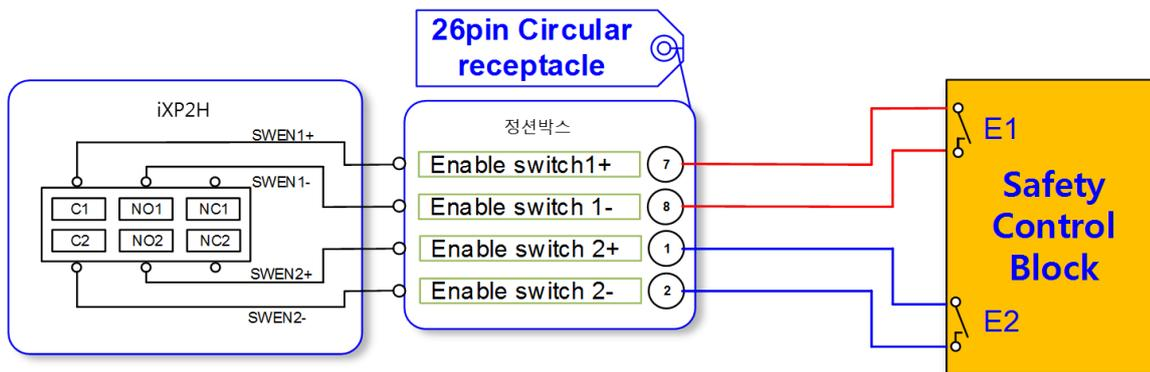 26pin Circular
receptacle
iXP2H
SWEN1+
SWEN1-
C1 NO1 NC1
C2 NO2 NC2
SWEN2+
SWEN2-
정션박스
Enable switch1+ 7
Enable switch 1- 8
Enable switch 2+ 1
Enable switch 2- 2
E1
Safety
Control
Block
E2